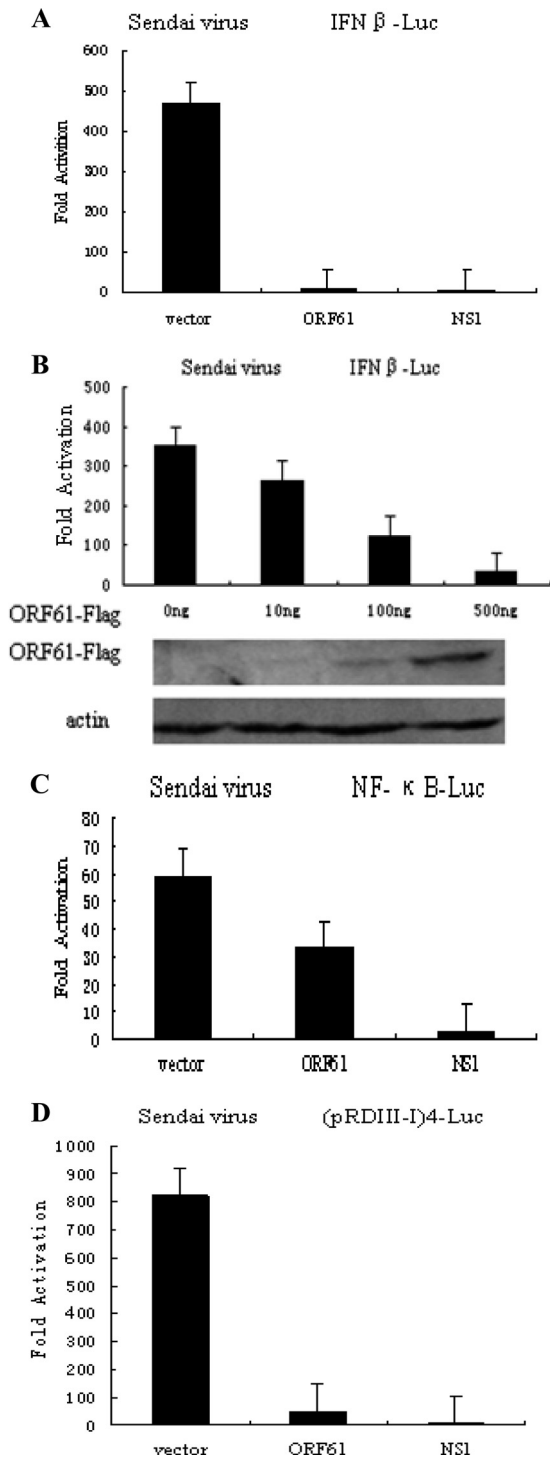 A
Sendai virus IFN β-Luc
Fold Activition
600
500
400
300
200
100
0
vector ORF61 NS1
B
Sendai virus IFN β-Luc
Fold Activation
500
400
300
200
100
0
ORF61-Flag 0ng 10ng 100ng 500ng
ORF61-Flag
actin
C
Sendai virus NF- κ B-Luc
Fold Activation
80
70
60
50
40
30
20
10
0
vector ORF61 NS1
D
Sendai virus (pRDIII-I)4-Luc
Fold Activation
1000
900
800
700
600
500
400
300
200
100
0
vector ORF61 NS1